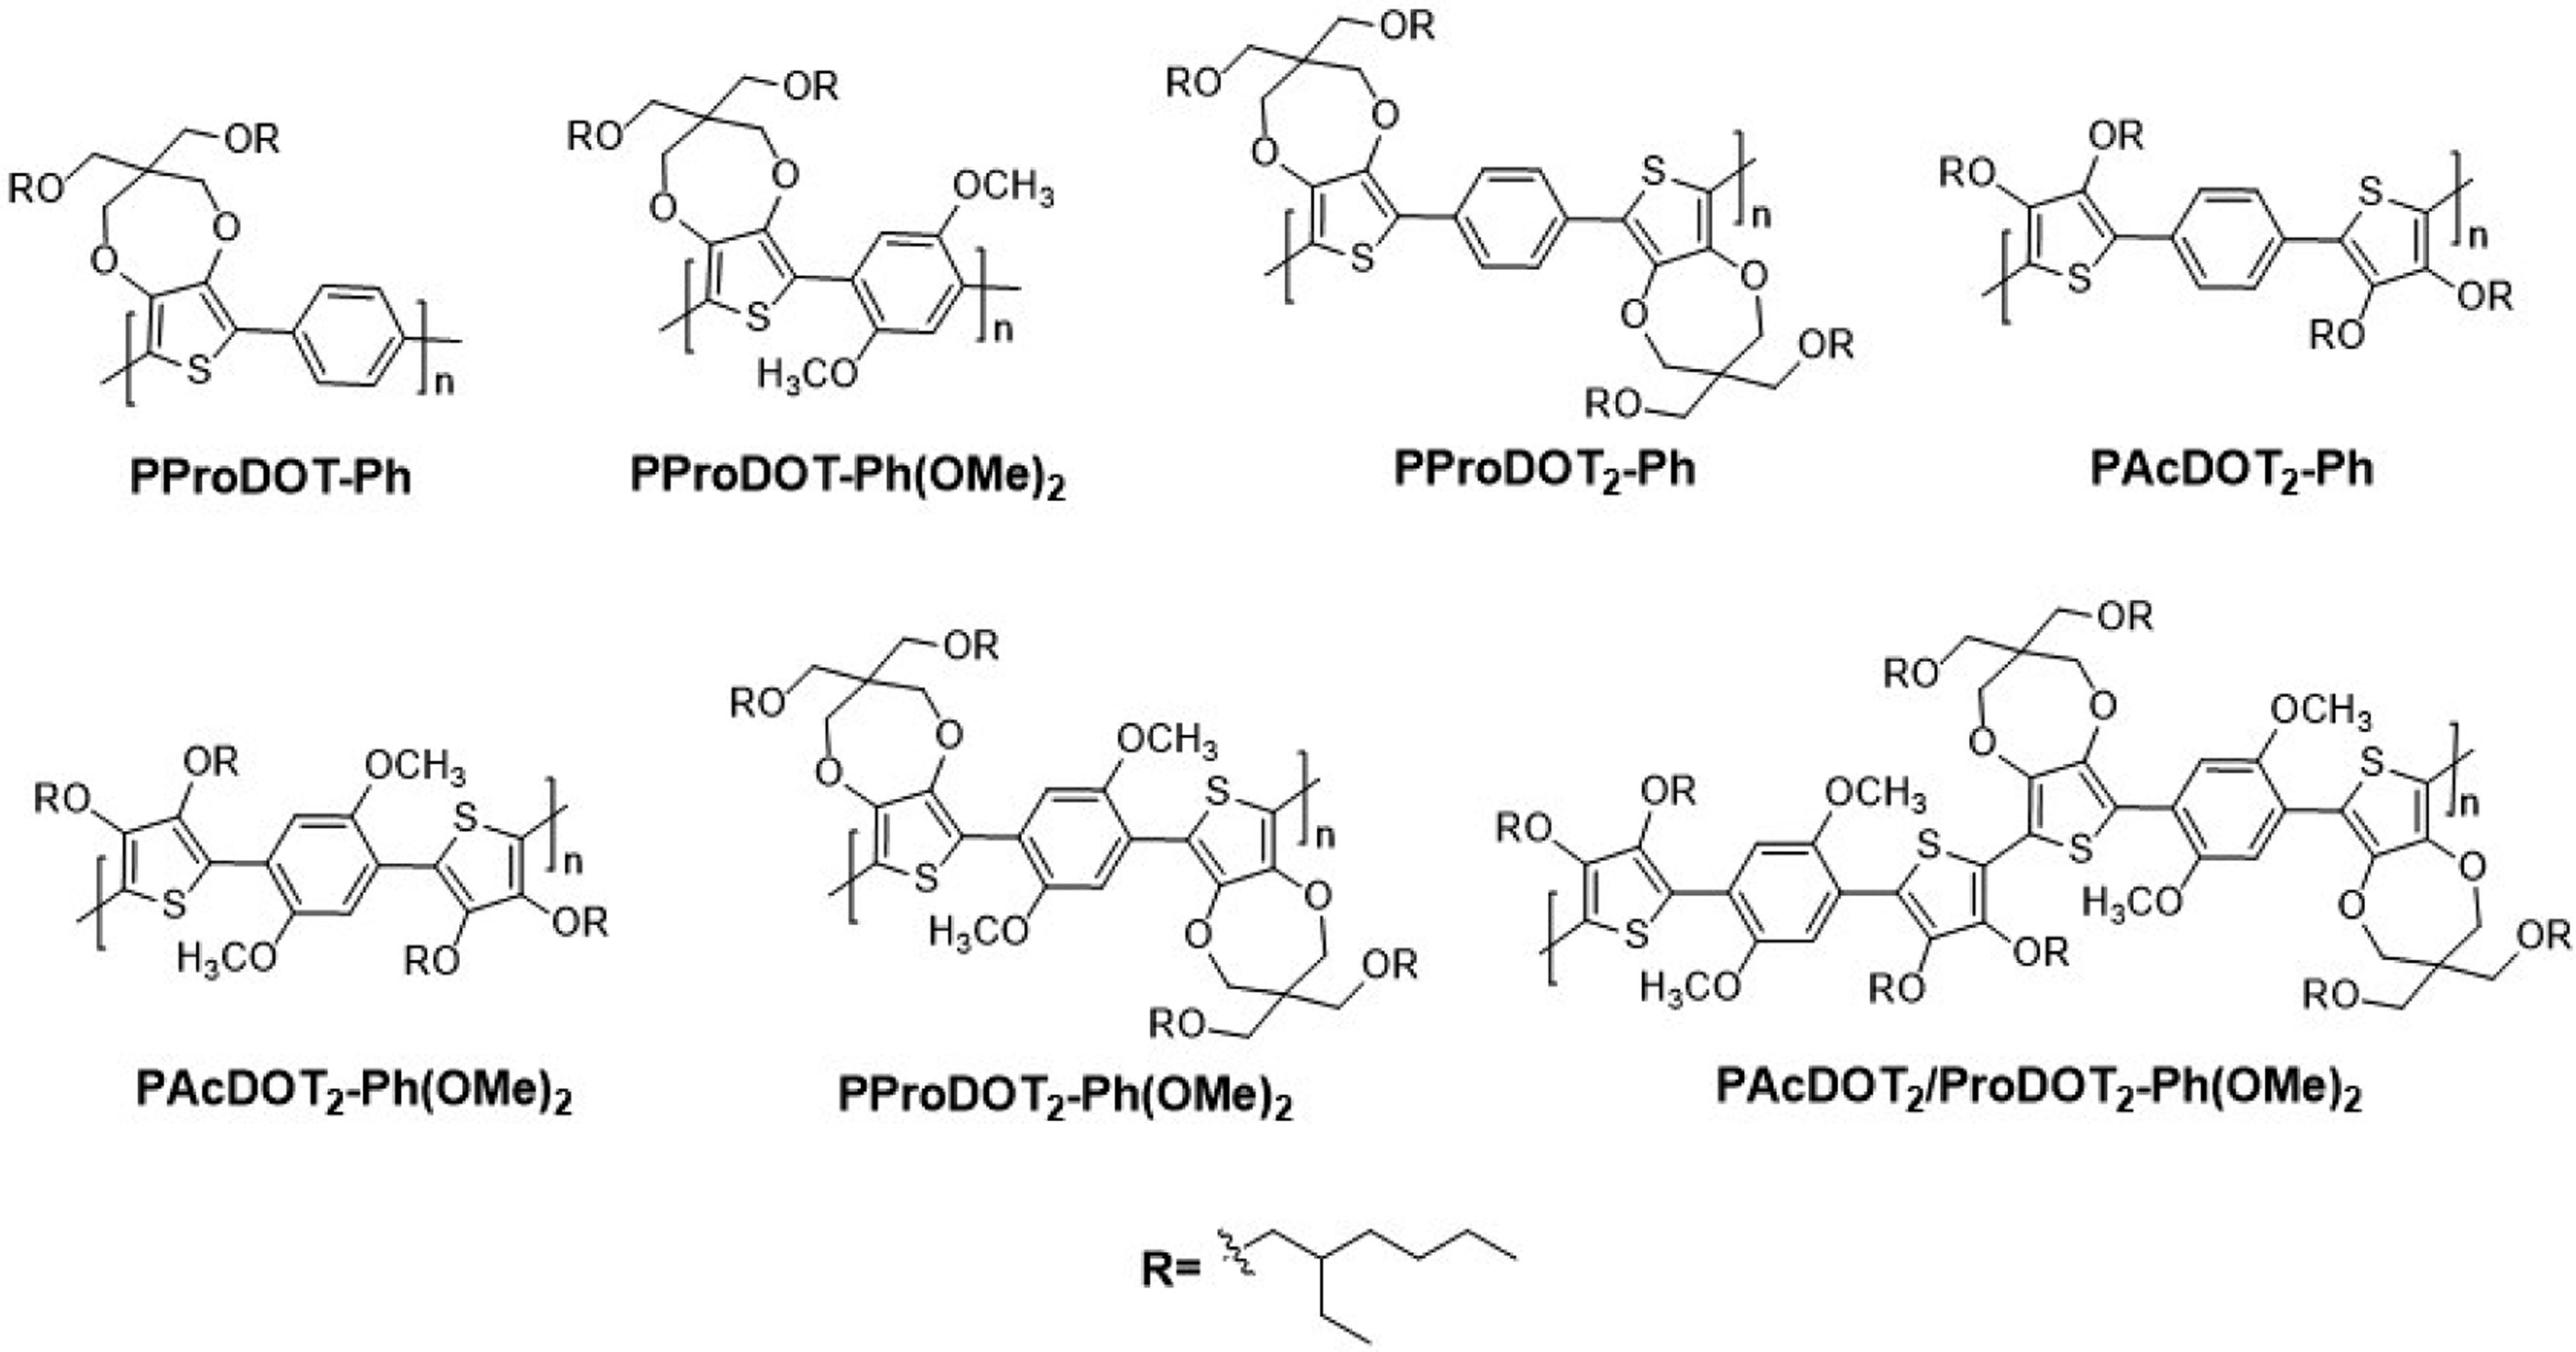 OR
RO
O
O
S
n
PProDOT-Ph
OR
RO
O
O
OCH3
S
n
H3CO
PProDOT-Ph(OMe)2
OR
RO
O
O
S
S
n
O
O
OR
RO
PProDOT2-Ph
OR
RO
S
S
n
OR
RO
PAcDOT2-Ph
OR
RO
OCH3
S
S
n
H3CO
RO
OR
PAcDOT2-Ph(OMe)2
OR
RO
O
O
OCH3
S
S
n
H3CO
O
O
OR
RO
PProDOT2-Ph(OMe)2
OR
RO
O
O
OCH3
S
n
OR
RO
OCH3
S
S
S
H3CO
O
O
OR
H3CO
RO
OR
RO
PAcDOT2/ProDOT2-Ph(OMe)2
R=